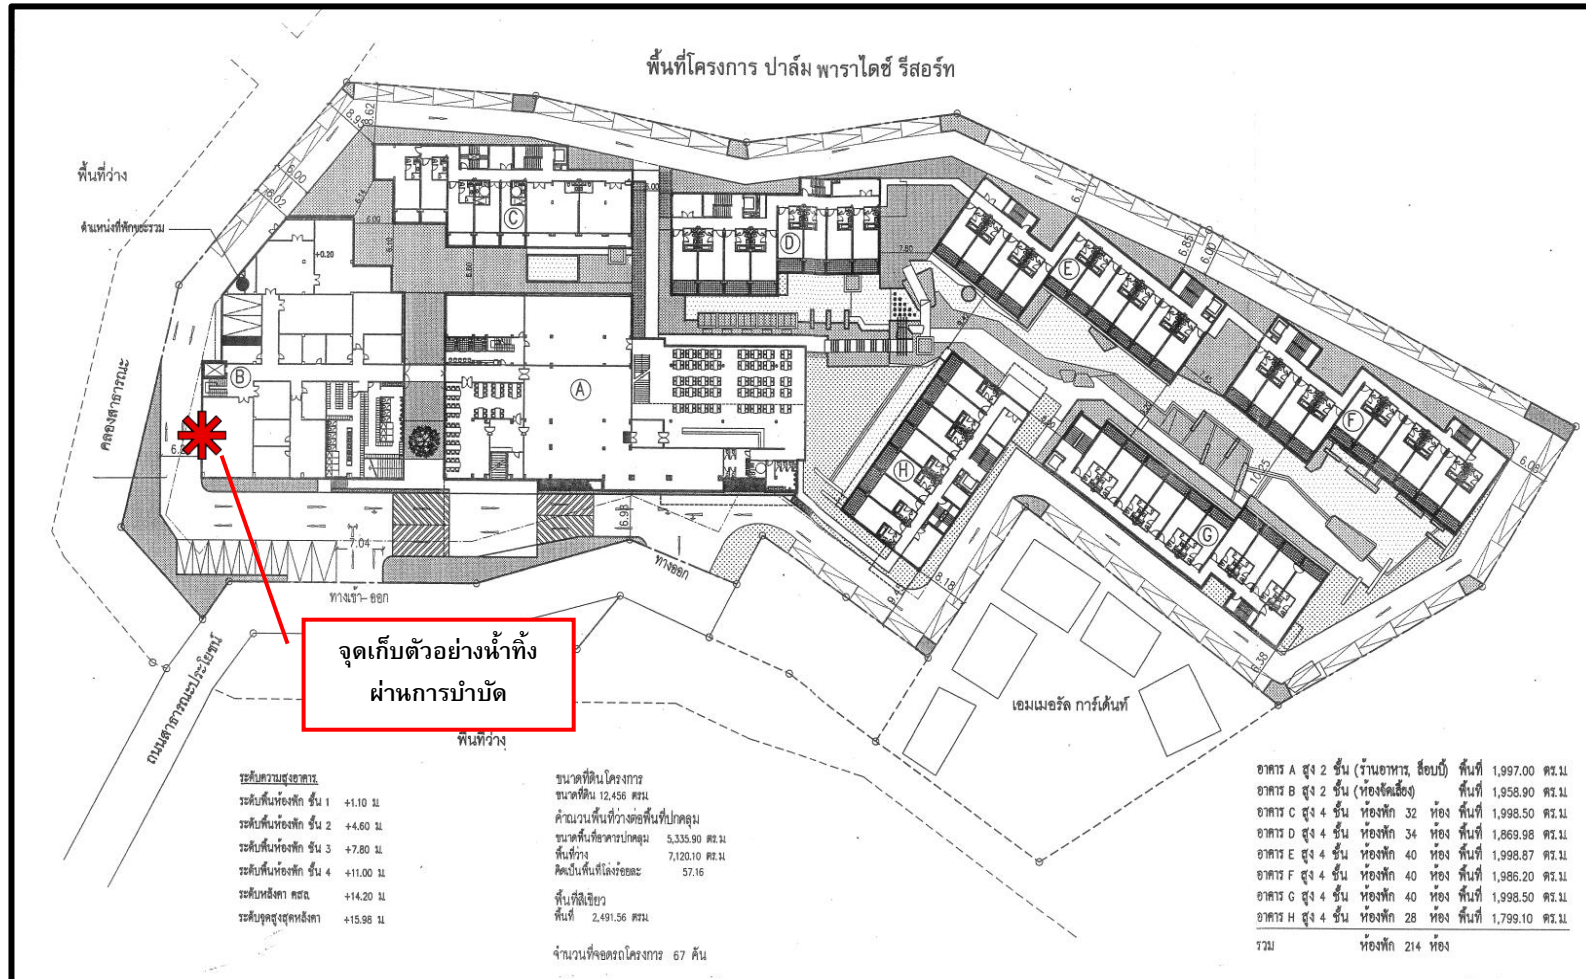 พื้นที่โครงการ ปาล์ม พาราไดซ์ รีสอร์ท
8.95
8.62
พื้นที่ว่าง
6.00
6.02
ตำแหน่งที่พักขยะรวม
+0.20
6.00
C
D
E
7.80
6.85
6.00
คลองสาธารณะ
B
A
F
H
G
10.25
6.08
6.98
7.04
8.18
6.38
ทางเข้า-ออก
ทางออก
จุดเก็บตัวอย่างน้ำทิ้ง
ผ่านการบำบัด
ถนนสาธารณะประโยชน์
พื้นที่ว่าง
เอมเมอรัล การ์เด้นท์
ระดับความสูงอาคาร
ระดับพื้นห้องพัก ชั้น 1 +1.10 ม
ระดับพื้นห้องพัก ชั้น 2 +4.60 ม
ระดับพื้นห้องพัก ชั้น 3 +7.80 ม
ระดับพื้นห้องพัก ชั้น 4 +11.00 ม
ระดับหลังคา คสล +14.20 ม
ระดับจุดสูงสุดหลังคา +15.98 ม
ขนาดที่ดินโครงการ
ขนาดที่ดิน 12,456 ตรม
คำณวนพื้นที่ว่างต่อพื้นที่ปกคลุม
ขนาดพื้นที่อาคารปกคลุม 5,335.90 ตร.ม
พื้นที่ว่าง 7,120.10 ตร.ม
คิดเป็นพื้นที่โล่งร้อยละ 57.16
พื้นที่สีเขียว
พื้นที่ 2,491.56 ตรม
จำนวนที่จอดรถโครงการ 67 คัน
อาคาร A สูง 2 ชั้น (ร้านอาหาร, ล็อบบี้) พื้นที่ 1,997.00 ตร.ม
อาคาร B สูง 2 ชั้น (ห้องจัดเลี้ยง) พื้นที่ 1,958.90 ตร.ม
อาคาร C สูง 4 ชั้น ห้องพัก 32 ห้อง พื้นที่ 1,998.50 ตร.ม
อาคาร D สูง 4 ชั้น ห้องพัก 34 ห้อง พื้นที่ 1,869.98 ตร.ม
อาคาร E สูง 4 ชั้น ห้องพัก 40 ห้อง พื้นที่ 1,998.87 ตร.ม
อาคาร F สูง 4 ชั้น ห้องพัก 40 ห้อง พื้นที่ 1,986.20 ตร.ม
อาคาร G สูง 4 ชั้น ห้องพัก 40 ห้อง พื้นที่ 1,998.50 ตร.ม
อาคาร H สูง 4 ชั้น ห้องพัก 28 ห้อง พื้นที่ 1,799.10 ตร.ม
รวม ห้องพัก 214 ห้อง